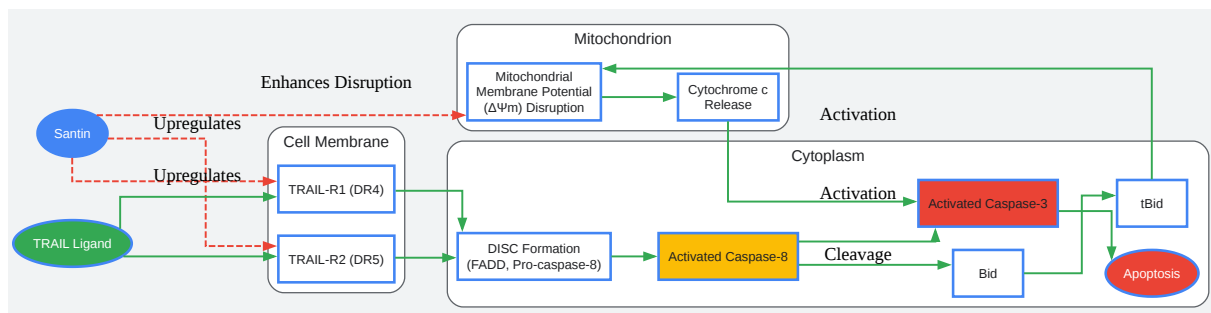 Mitochondrion
Enhances Disruption
Mitochondrial
Membrane Potential
(ΔΨm) Disruption
Cytochrome c
Release
Activation
Santin
Upregulates
Cell Membrane
Cytoplasm
Upregulates
TRAIL-R1 (DR4)
Activation
Activated Caspase-3
tBid
TRAIL Ligand
TRAIL-R2 (DR5)
DISC Formation
(FADD, Pro-caspase-8)
Activated Caspase-8
Cleavage
Bid
Apoptosis